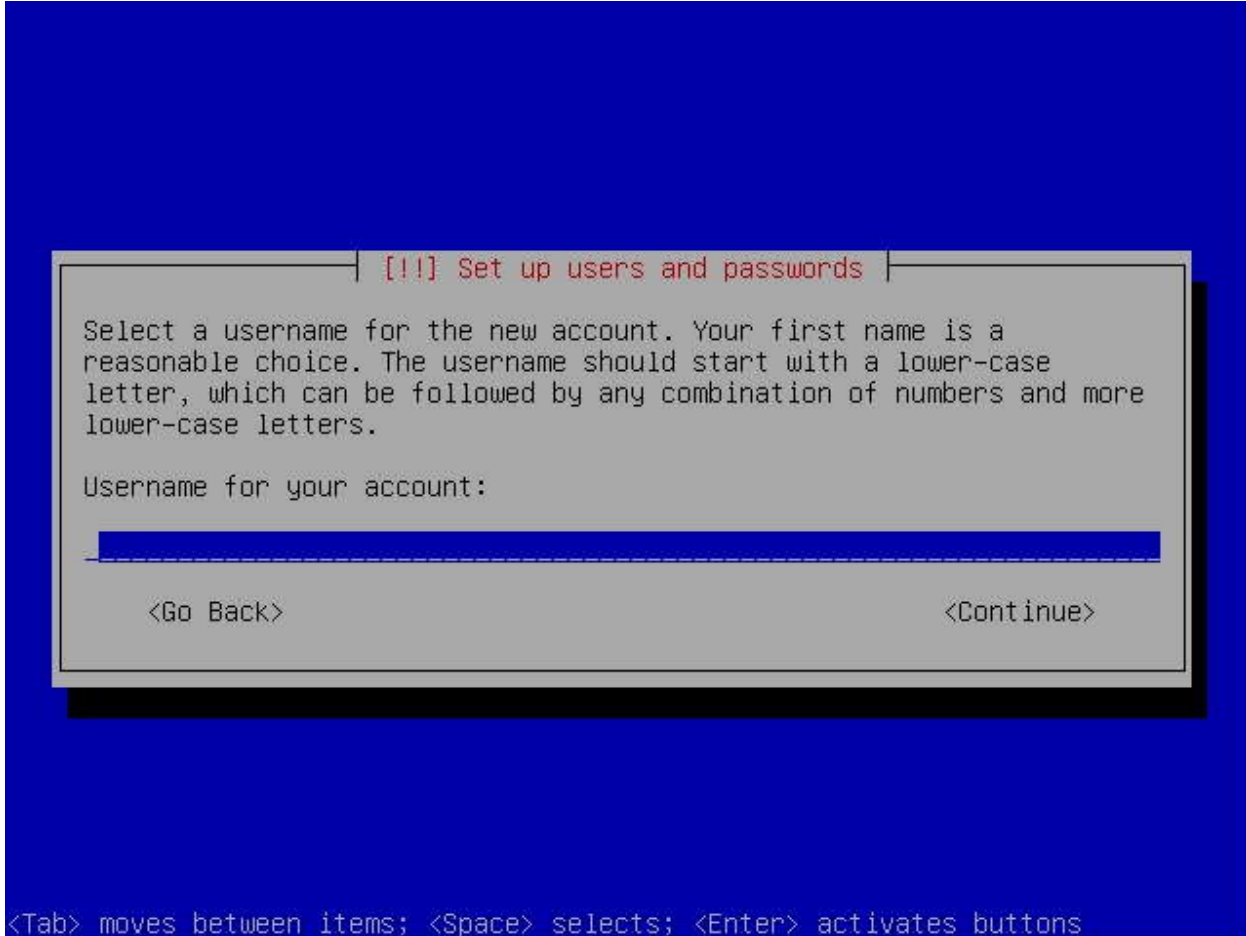 [!!] Set up users and passwords
Select a username for the new account. Your first name is a
reasonable choice. The username should start with a lower-case
letter, which can be followed by any combination of numbers and more
lower-case letters.
Username for your account:
<Go Back> <Continue>
<Tab> moves between items; <Space> selects; <Enter> activates buttons